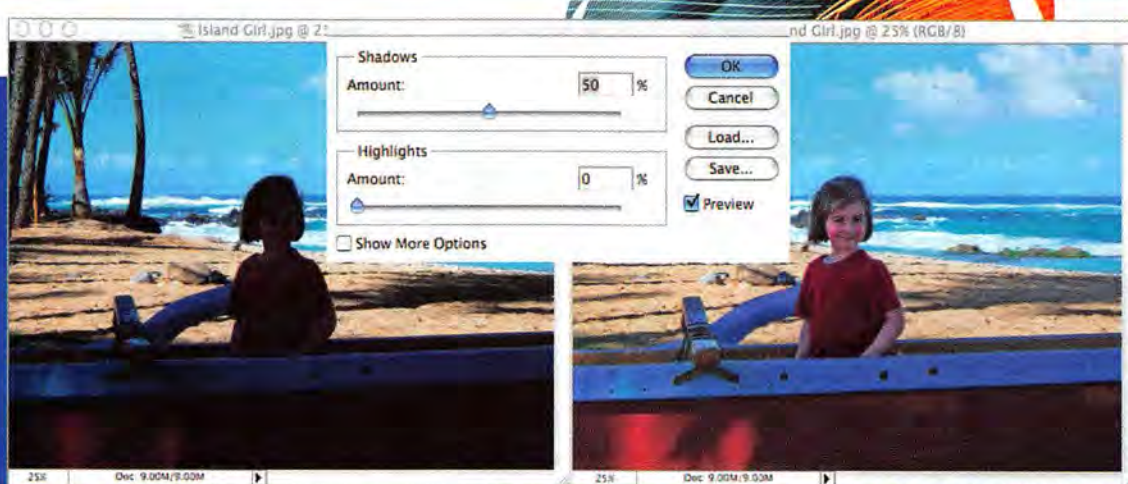 Island Girl.jpg @ 2
nd Girl.jpg @ 25% (RGB/8)
Shadows
Amount:
50
%
OK
Cancel
Load...
Save...
Preview
Highlights
Amount:
0
%
Show More Options
25%
Doc: 9.00M/9.00M
25%
Doc: 9.00M/9.00M